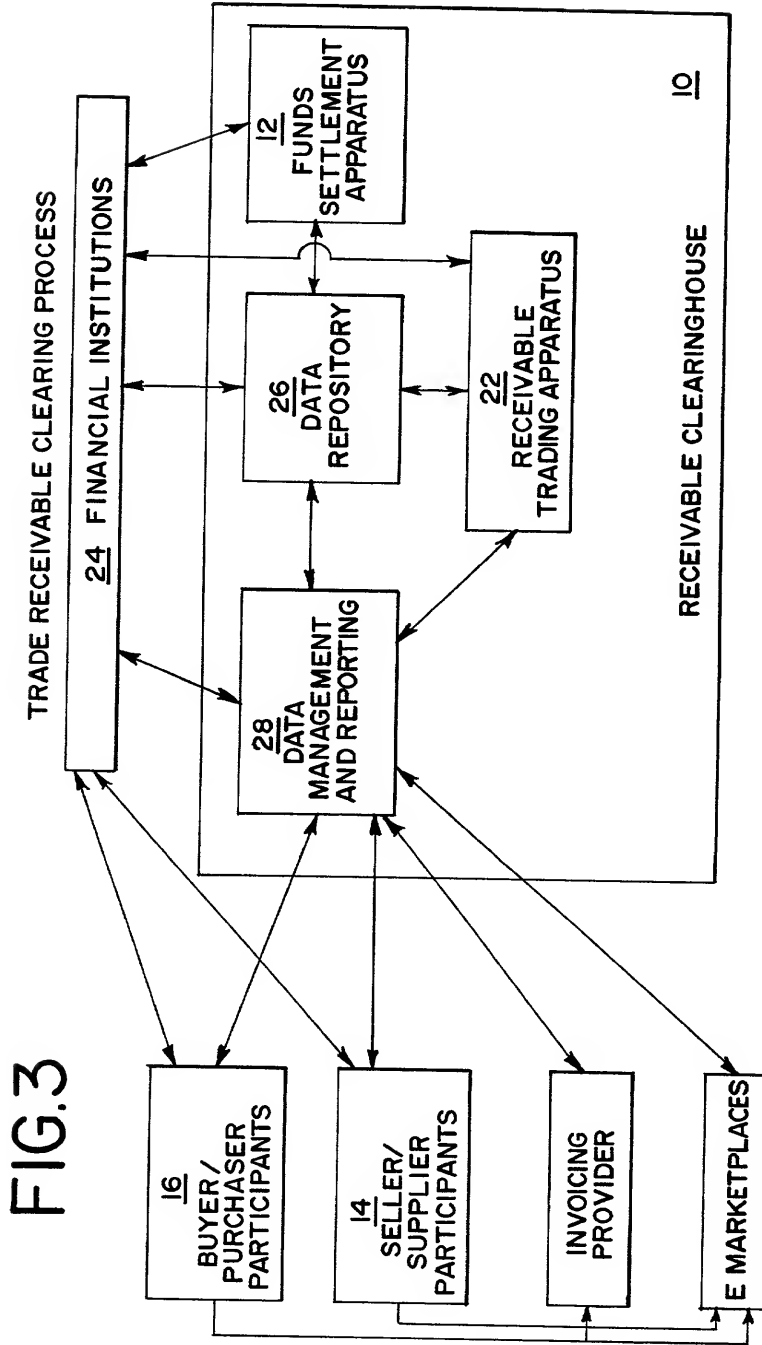 FIG.3
TRADE RECEIVABLE CLEARING PROCESS
24 FINANCIAL INSTITUTIONS
16
BUYER/
PURCHASER
PARTICIPANTS
14
SELLER/
SUPPLIER
PARTICIPANTS
INVOICING
PROVIDER
E MARKETPLACES
28
DATA
MANAGEMENT
AND REPORTING
26
DATA
REPOSITORY
12
FUNDS
SETTLEMENT
APPARATUS
22
RECEIVABLE
TRADING APPARATUS
RECEIVABLE CLEARINGHOUSE
10